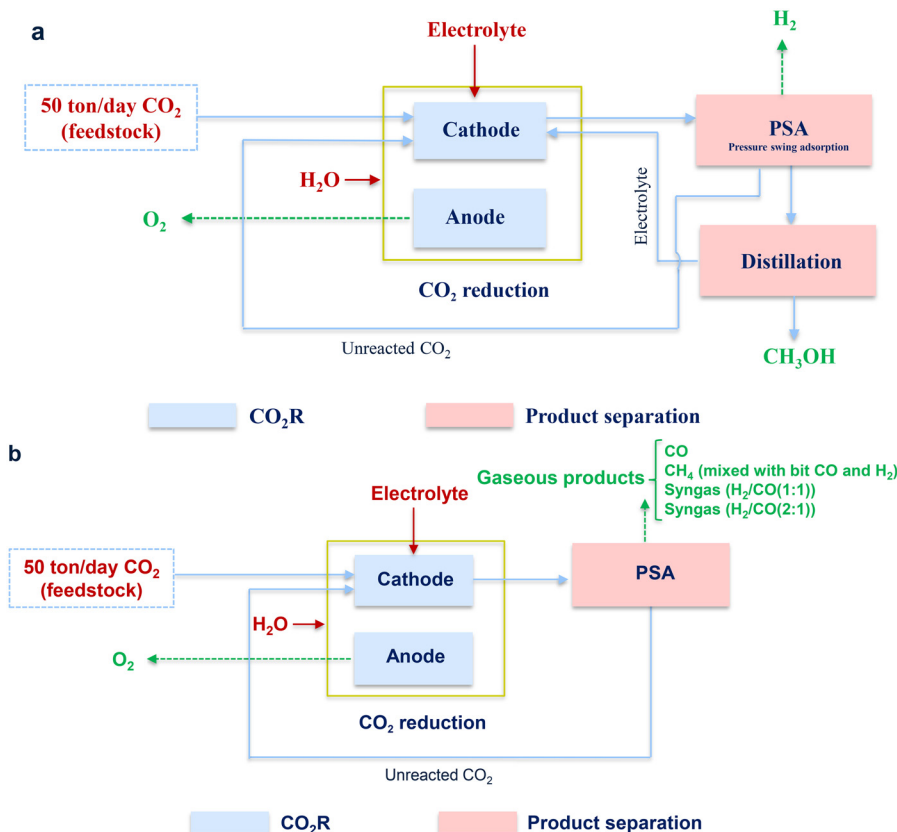 a
Electrolyte
H₂
50 ton/day CO₂
(feedstock)
Cathode
PSA
Pressure swing adsorption
H₂O
O₂
Anode
Electrolyte
Distillation
CO₂ reduction
Unreacted CO₂
CH₃OH
CO₂R
Product separation
b
Gaseous products
CO
CH₄ (mixed with bit CO and H₂)
Syngas (H₂/CO(1:1))
Syngas (H₂/CO(2:1))
Electrolyte
50 ton/day CO₂
(feedstock)
Cathode
PSA
H₂O
O₂
Anode
CO₂ reduction
Unreacted CO₂
CO₂R
Product separation